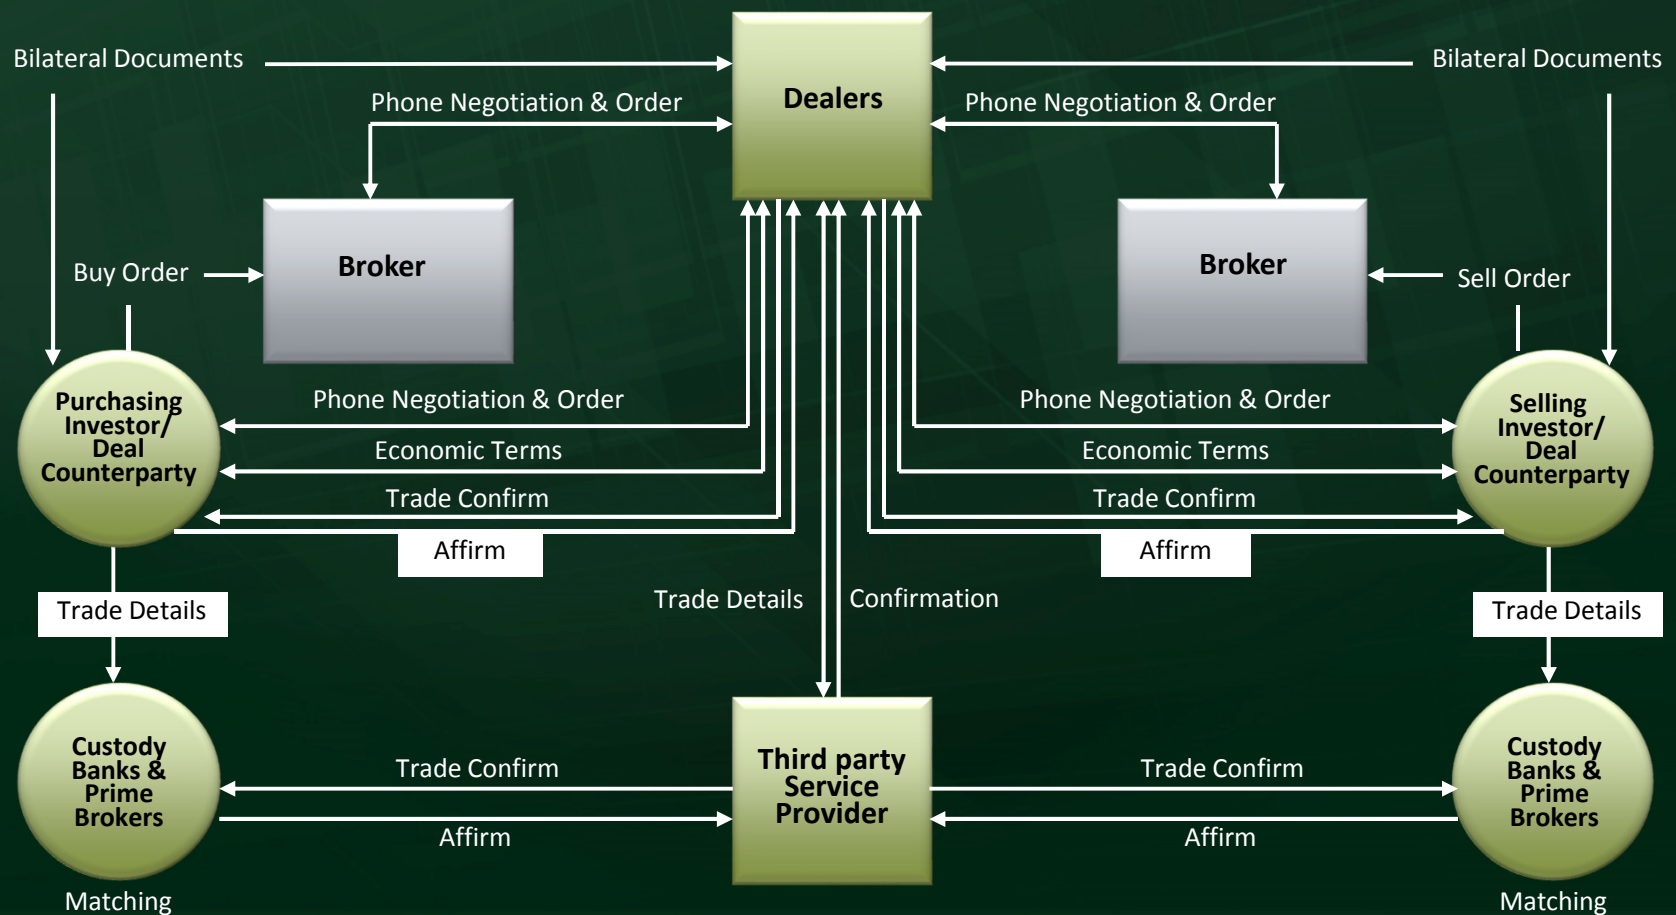 Bilateral Documents
Dealers
Bilateral Documents
Phone Negotiation & Order
Phone Negotiation & Order
Broker
Broker
Buy Order
Sell Order
Purchasing
Investor/
Deal
Counterparty
Phone Negotiation & Order
Economic Terms
Trade Confirm
Affirm
Phone Negotiation & Order
Economic Terms
Trade Confirm
Affirm
Selling
Investor/
Deal
Counterparty
Trade Details
Trade Details
Confirmation
Trade Details
Custody
Banks &
Prime
Brokers
Trade Confirm
Affirm
Third party
Service
Provider
Trade Confirm
Affirm
Custody
Banks &
Prime
Brokers
Matching
Matching